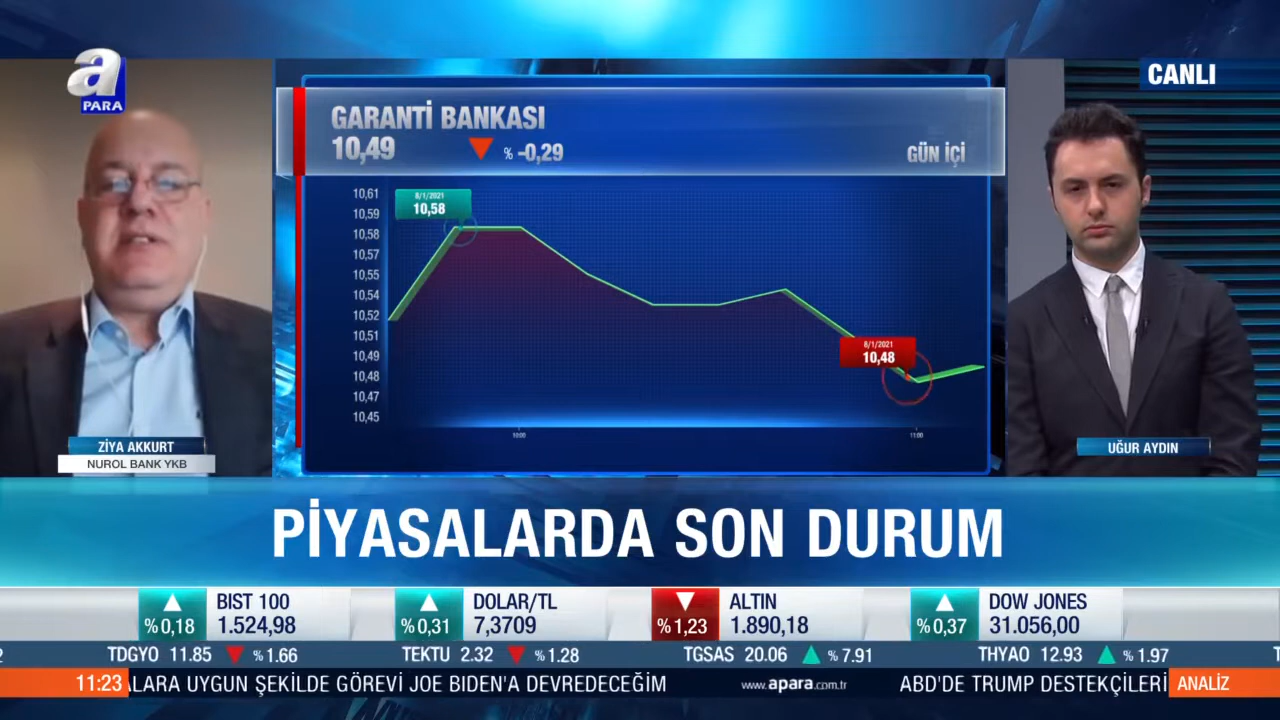 a
PARA
CANLI
GARANTİ BANKASI
10,49 % -0,29
GÜN İÇİ
10,61
10,59
10,58
10,57
10,55
10,54
10,52
10,51
10,49
10,48
10,47
10,45
8/1/2021
10,58
8/1/2021
10,48
10:00
11:00
ZİYA AKKURT
NUROL BANK YKB
UĞUR AYDIN
PİYASALARDA SON DURUM
% 0,18 BIST 100 1.524,98
% 0,31 DOLAR/TL 7,3709
% 1,23 ALTIN 1.890,18
% 0,37 DOW JONES 31.056,00
2 TDGYO 11.85 % 1.66 TEKTU 2.32 % 1.28 TGSAS 20.06 % 7.91 THYAO 12.93 % 1.97 T
11:23 ALARA UYGUN ŞEKİLDE GÖREVİ JOE BIDEN'A DEVREDECEĞİM www.apara.com.tr ABD'DE TRUMP DESTEKÇİLERİ ANALİZ